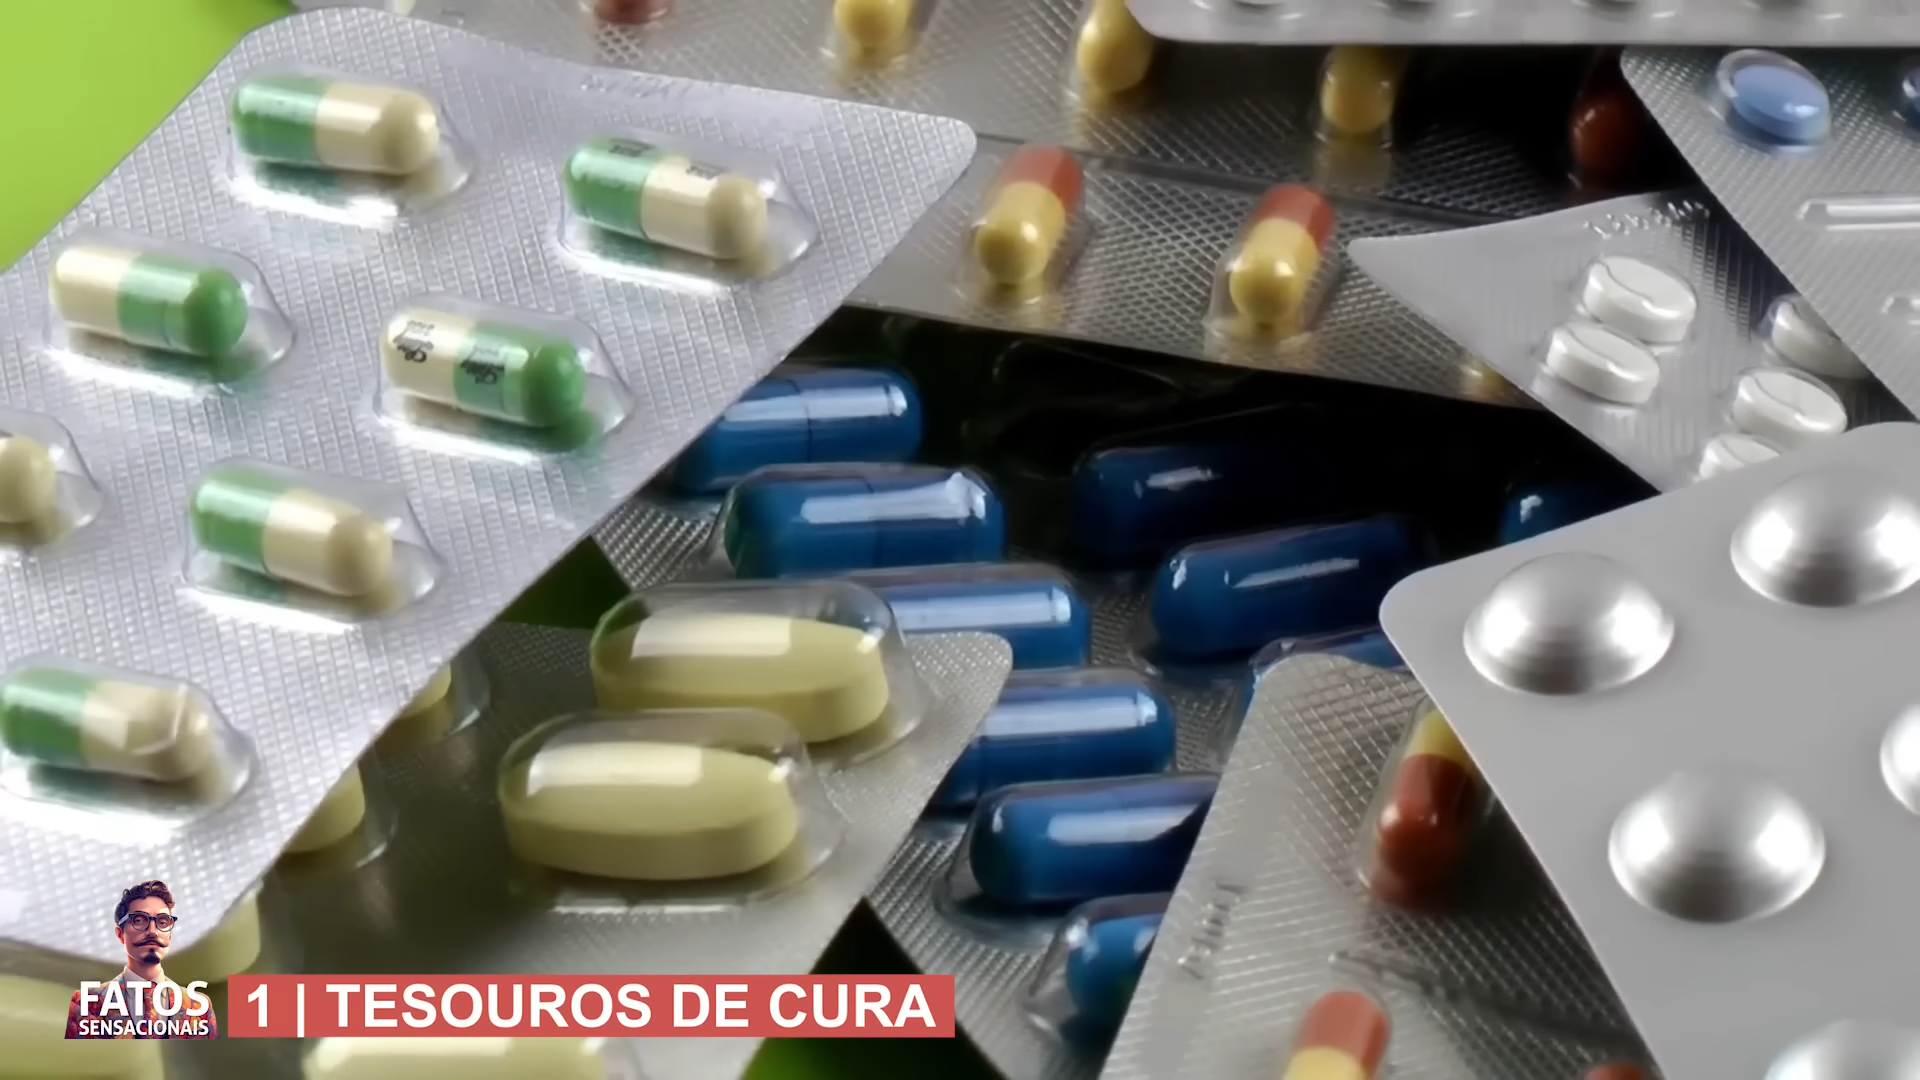 FATOS
SENSACIONAIS
1 | TESOUROS DE CURA